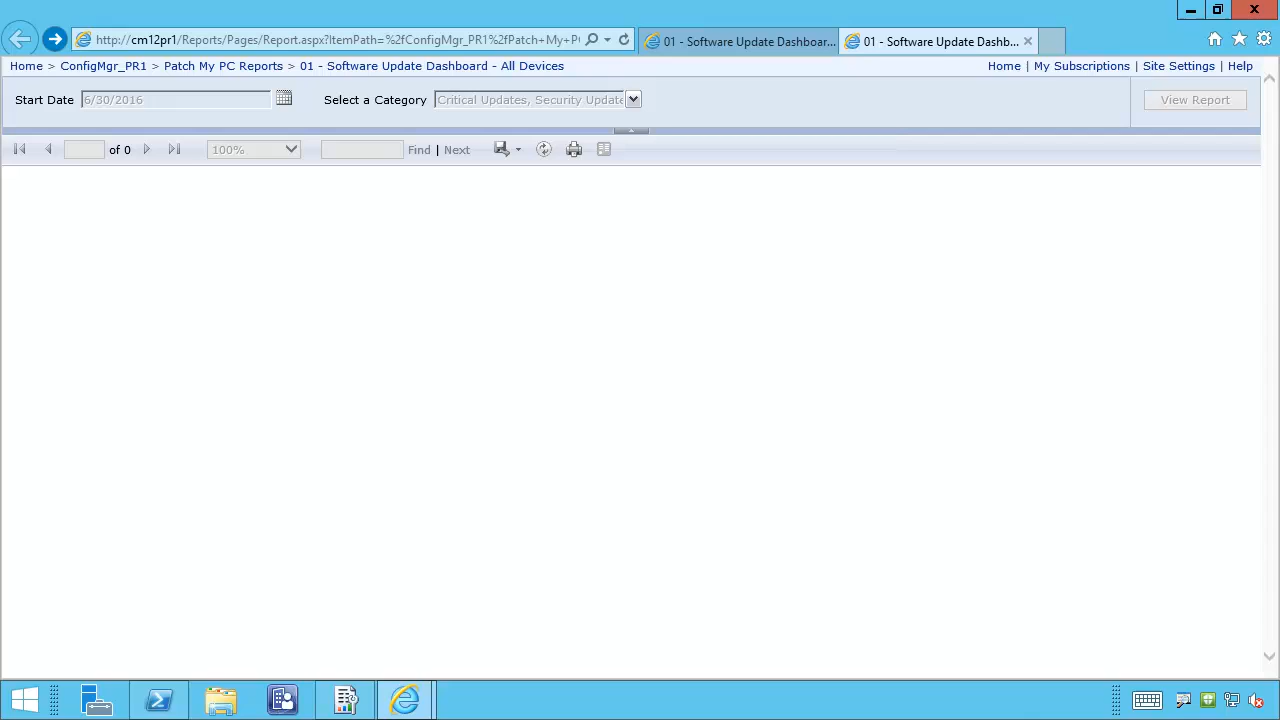 http://cm12pr1/Reports/Pages/Report.aspx?ItemPath=%2fConfigMgr_PR1%2fPatch+My+P
01 - Software Update Dashboar...
01 - Software Update Dashb...
Home > ConfigMgr_PR1 > Patch My PC Reports > 01 - Software Update Dashboard - All Devices
Home | My Subscriptions | Site Settings | Help
Start Date 6/30/2016 Select a Category Critical Updates, Security Update View Report
of 0 100% Find | Next